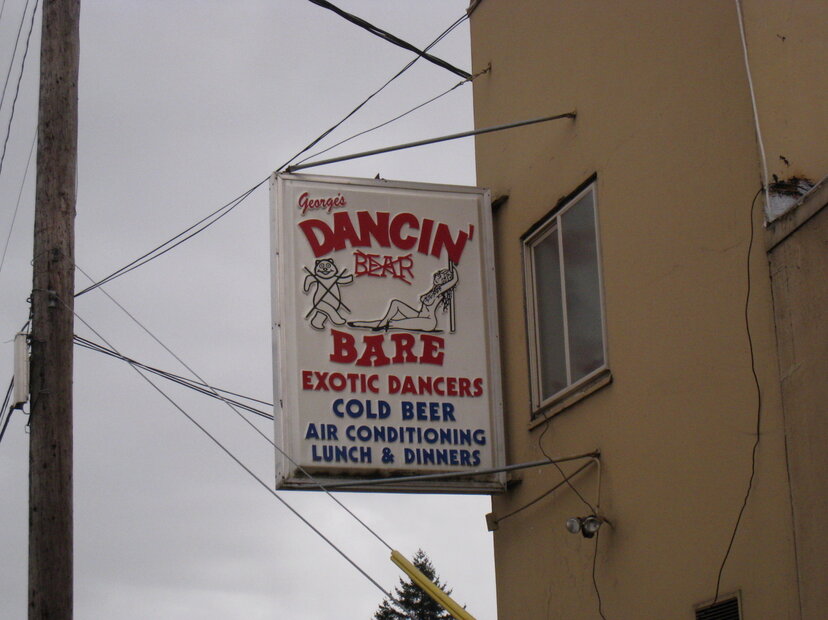 George's
DANCIN'
BEAR
BARE
EXOTIC DANCERS
COLD BEER
AIR CONDITIONING
LUNCH & DINNERS